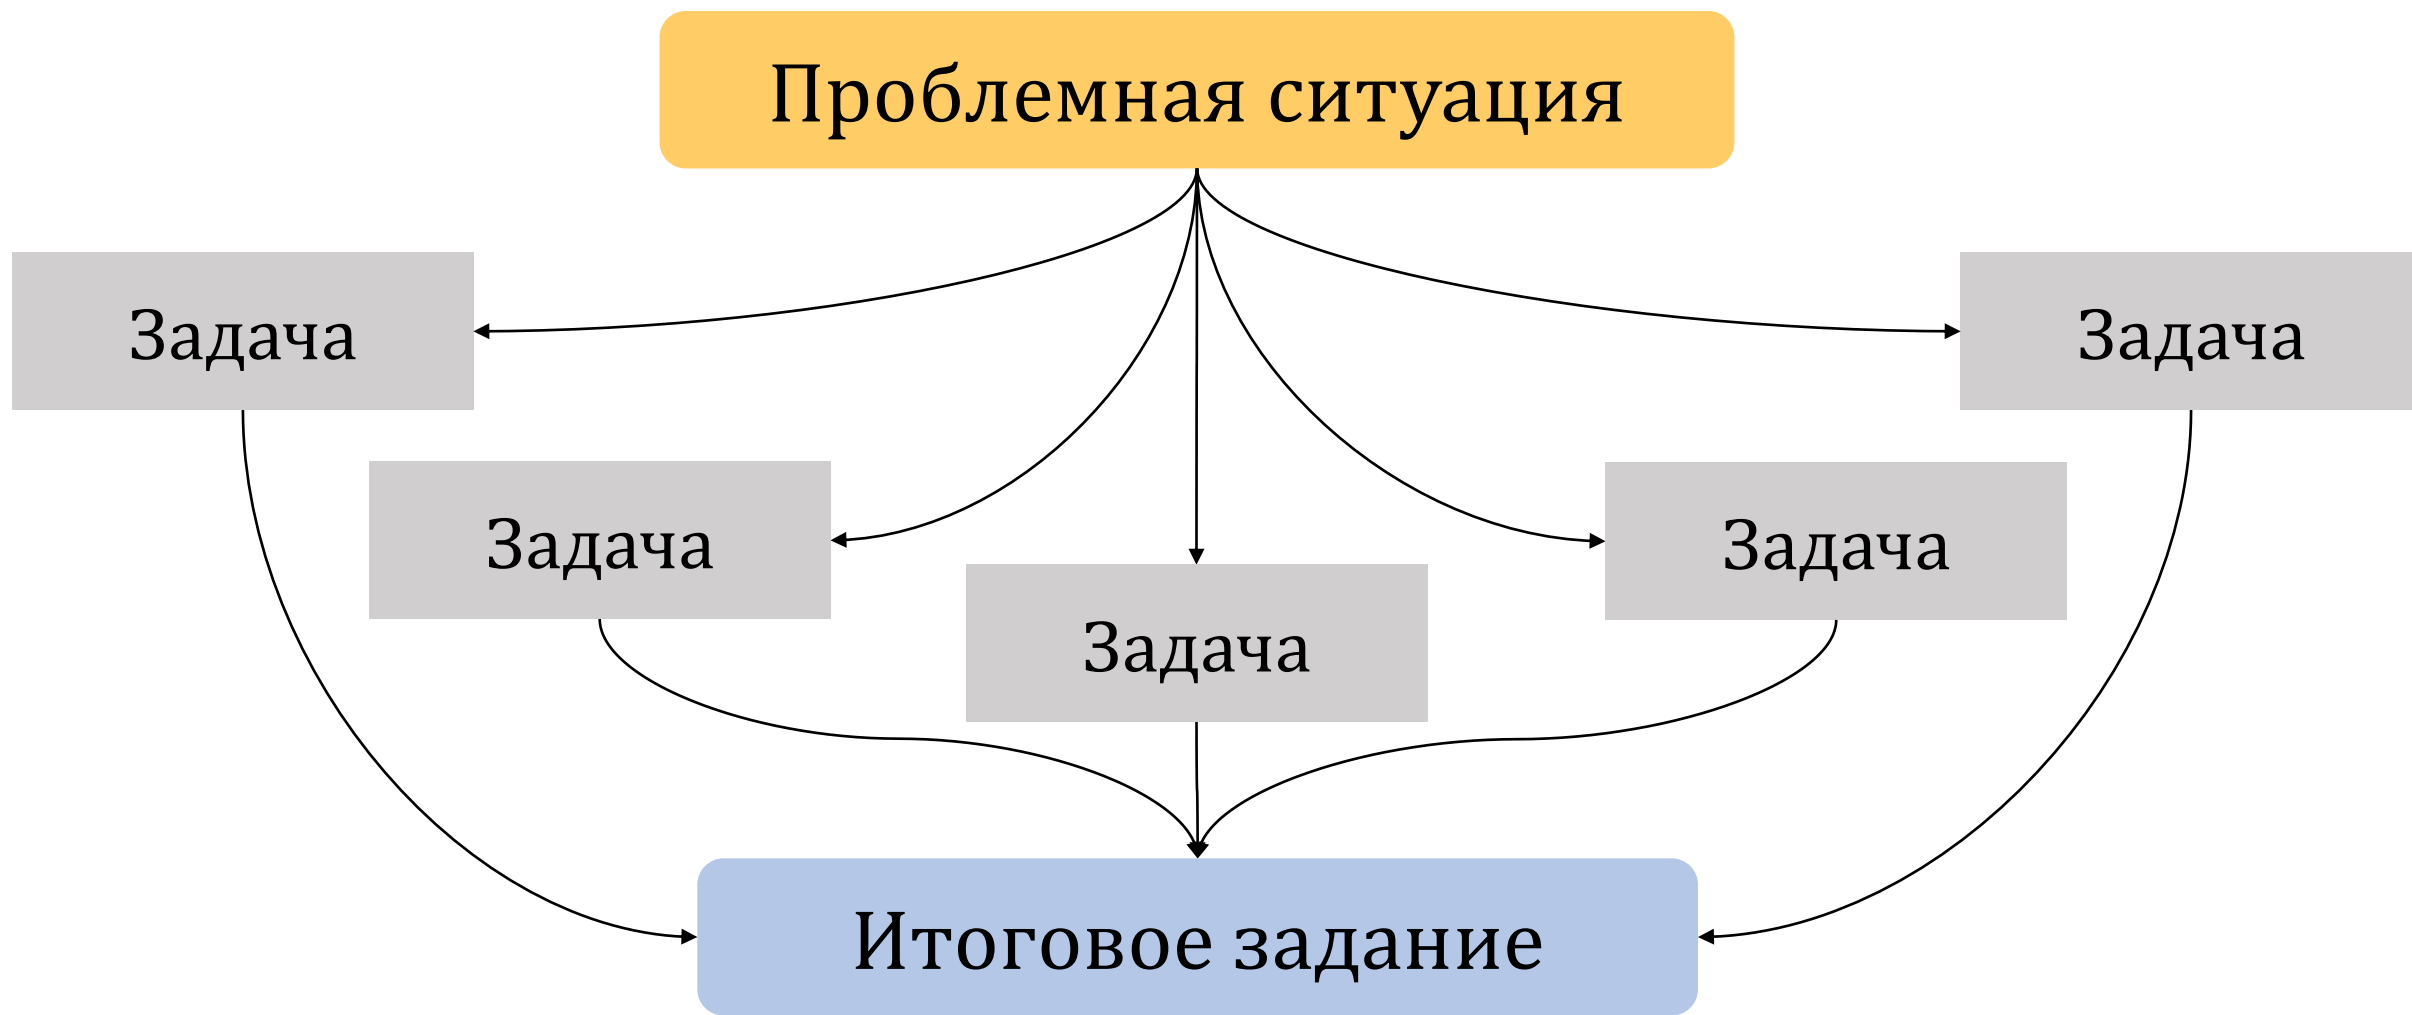 Проблемная ситуация
Задача
Задача
Задача
Задача
Задача
Итоговое задание